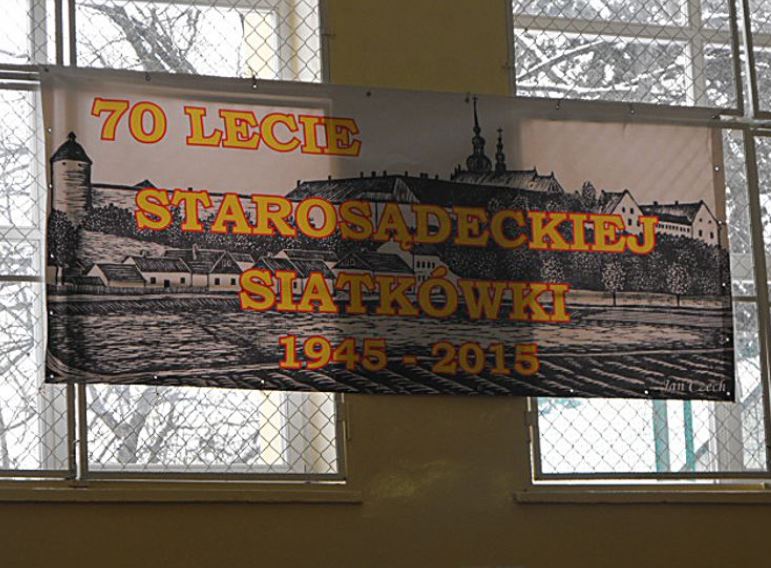 70 LECIE
STAROSĄDECKIEJ
SIATKÓWKI
1945 - 2015
Jan Czech